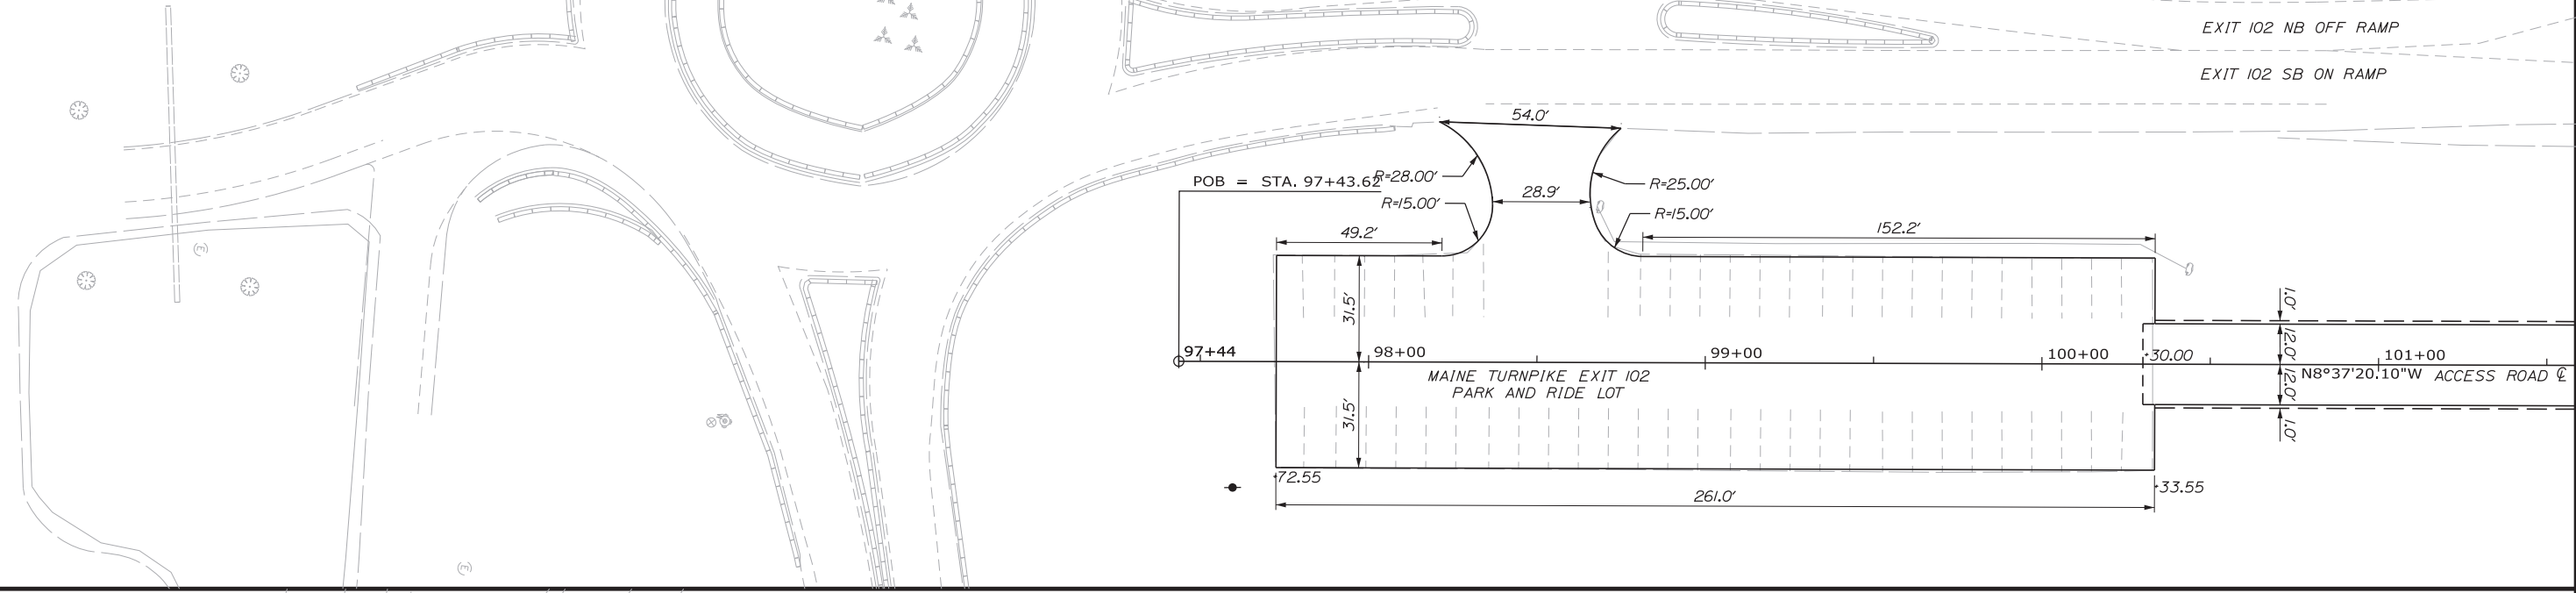 EXIT 102 NB OFF RAMP
EXIT 102 SB ON RAMP
54.0'
POB = STA. 97+43.62
R=28.00'
R=25.00'
28.9'
R=15.00'
R=15.00'
49.2'
152.2'
31.5'
1.0'
97+44
98+00
99+00
100+00
+30.00
12.0'
101+00
MAINE TURNPIKE EXIT 102
PARK AND RIDE LOT
N8°37'20.10"W ACCESS ROAD ℄
12.0'
31.5'
1.0'
+72.55
+33.55
261.0'